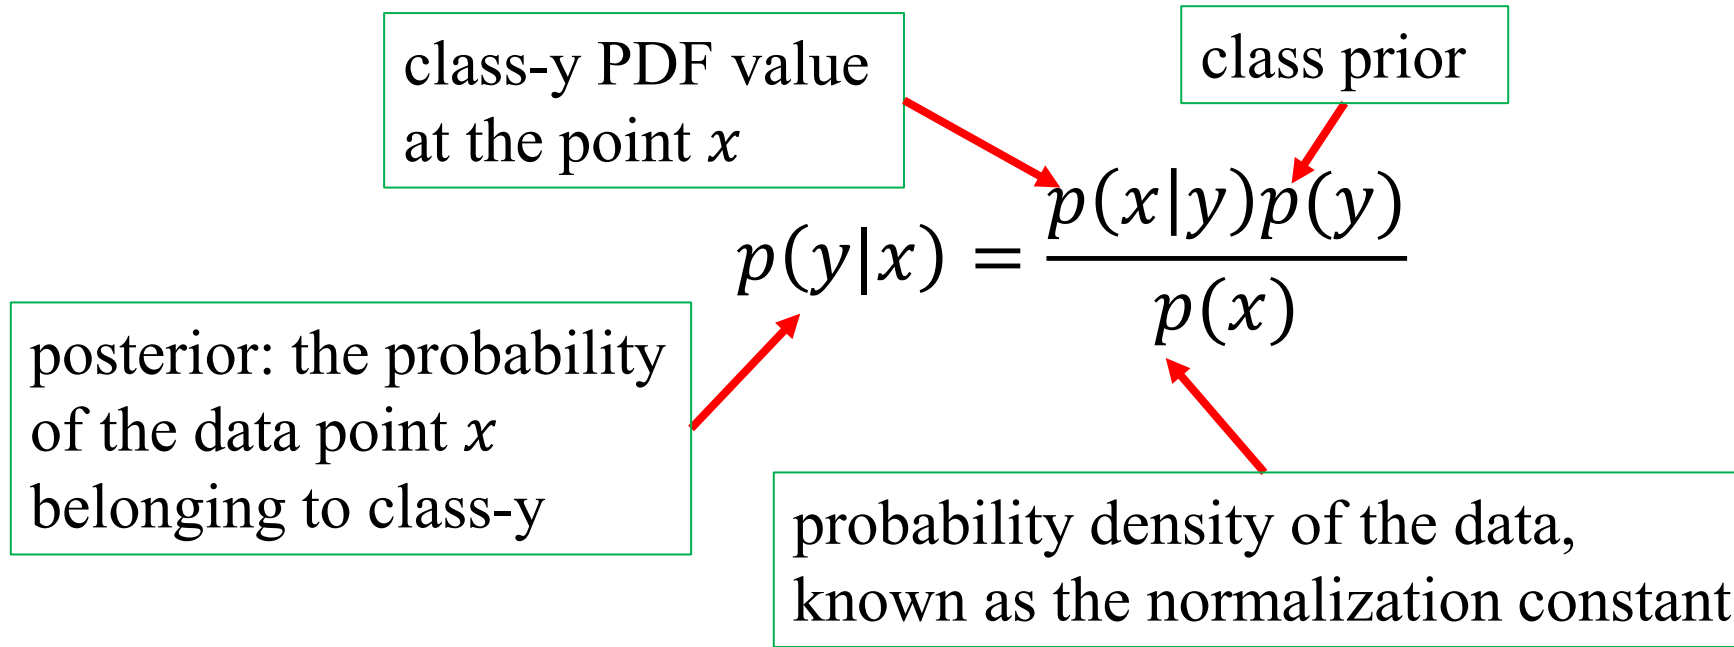 class-y PDF value
at the point x
class prior
p(y|x) = p(x|y)p(y)
p(x)
posterior: the probability
of the data point x
belonging to class-y
probability density of the data,
known as the normalization constant